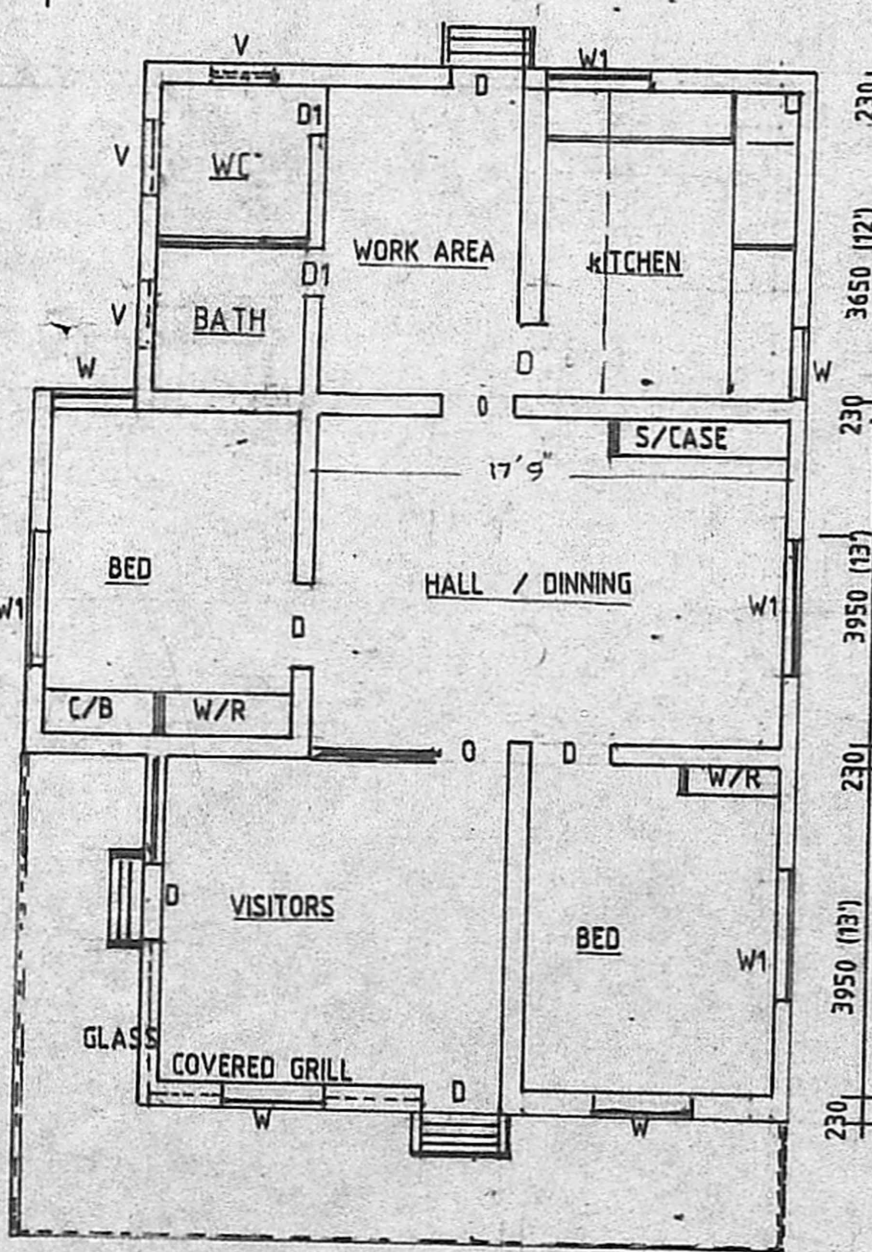 V
W1
D
230
D1
V
WC
WORK AREA
KITCHEN
3650 (12')
D1
V
BATH
W
D
W
D
230
S/CASE
17'9"
BED
HALL / DINNING
W1
W1
3950 (13')
D
C/B
W/R
D
D
W/R
230
D
VISITORS
BED
W1
3950 (13')
GLASS
COVERED GRILL
D
W
W
230